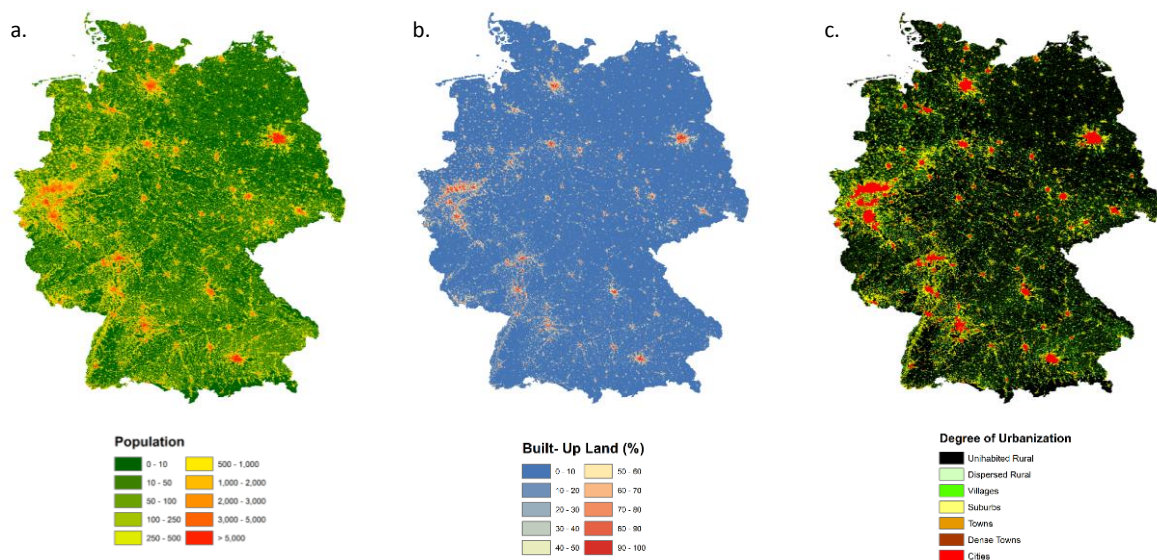 a.
b.
c.
Population
0 - 10
10 - 50
50 - 100
100 - 250
250 - 500
500 - 1,000
1,000 - 2,000
2,000 - 3,000
3,000 - 5,000
> 5,000
Built- Up Land (%)
0 - 10
10 - 20
20 - 30
30 - 40
40 - 50
50 - 60
60 - 70
70 - 80
80 - 90
90 - 100
Degree of Urbanization
Unihabited Rural
Dispersed Rural
Villages
Suburbs
Towns
Dense Towns
Cities